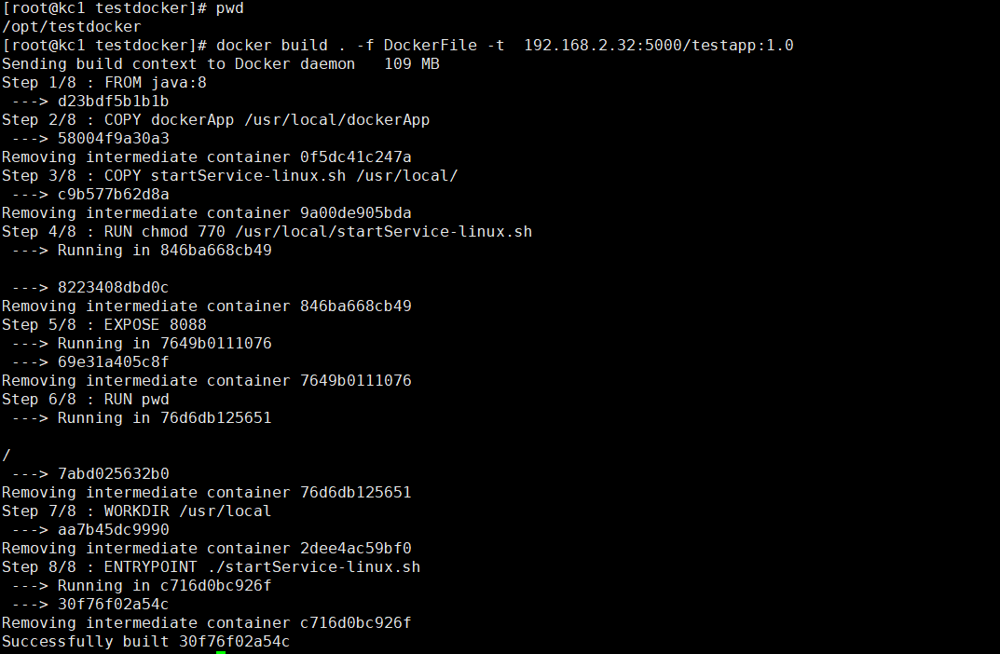 [root@kc1 testdocker]# pwd
/opt/testdocker
[root@kc1 testdocker]# docker build . -f DockerFile -t  192.168.2.32:5000/testapp:1.0
Sending build context to Docker daemon   109 MB
Step 1/8 : FROM java:8
 ---> d23bdf5b1b1b
Step 2/8 : COPY dockerApp /usr/local/dockerApp
 ---> 58004f9a30a3
Removing intermediate container 0f5dc41c247a
Step 3/8 : COPY startService-linux.sh /usr/local/
 ---> c9b577b62d8a
Removing intermediate container 9a00de905bda
Step 4/8 : RUN chmod 770 /usr/local/startService-linux.sh
 ---> Running in 846ba668cb49
 ---> 8223408dbd0c
Removing intermediate container 846ba668cb49
Step 5/8 : EXPOSE 8088
 ---> Running in 7649b0111076
 ---> 69e31a405c8f
Removing intermediate container 7649b0111076
Step 6/8 : RUN pwd
 ---> Running in 76d6db125651
/
 ---> 7abd025632b0
Removing intermediate container 76d6db125651
Step 7/8 : WORKDIR /usr/local
 ---> aa7b45dc9990
Removing intermediate container 2dee4ac59bf0
Step 8/8 : ENTRYPOINT ./startService-linux.sh
 ---> Running in c716d0bc926f
 ---> 30f76f02a54c
Removing intermediate container c716d0bc926f
Successfully built 30f76f02a54c